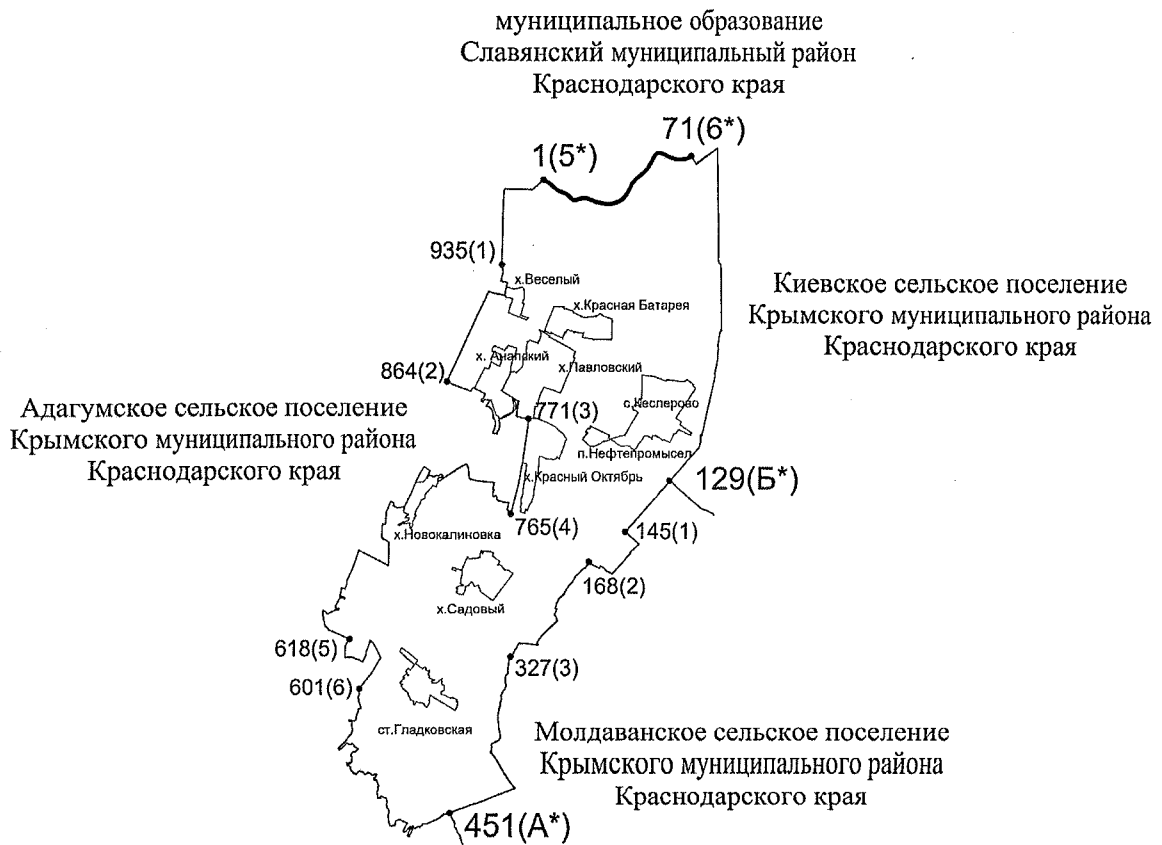 муниципальное образование
Славянский муниципальный район
Краснодарского края
71(6*)
1(5*)
935(1)
х.Веселый
Киевское сельское поселение
Крымского муниципального района
Краснодарского края
х.Красная Батарея
х. Анапский
х.Павловский
864(2)
с.Кеслерово
Адагумское сельское поселение
Крымского муниципального района
Краснодарского края
771(3)
п.Нефтепромысел
х.Красный Октябрь
129(Б*)
765(4)
145(1)
х.Новокалиновка
168(2)
х.Садовый
618(5)
327(3)
601(6)
ст.Гладковская
Молдаванское сельское поселение
Крымского муниципального района
Краснодарского края
451(А*)